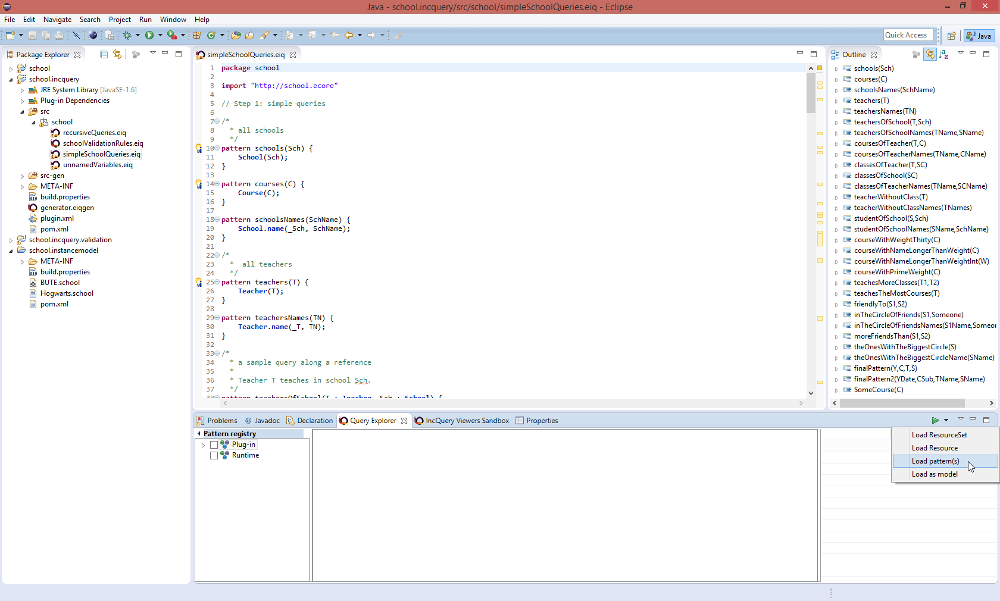 Java - school.incquery/src/school/simpleSchoolQueries.eiq - Eclipse
File Edit Navigate Search Project Run Window Help
Quick Access Java
Package Explorer
school
school.incquery
JRE System Library [JavaSE-1.6]
Plug-in Dependencies
src
school
recursiveQueries.eiq
schoolValidationRules.eiq
simpleSchoolQueries.eiq
unnamedVariables.eiq
src-gen
META-INF
build.properties
generator.eiqgen
plugin.xml
pom.xml
school.incquery.validation
school.instancemodel
META-INF
build.properties
BUTE.school
Hogwarts.school
pom.xml
simpleSchoolQueries.eiq
1 package school
2
3 import "http://school.ecore"
4
5 // Step 1: simple queries
6
7 /*
8 * all schools
9 */
10 pattern schools(Sch) {
11 School(Sch);
12 }
13
14 pattern courses(C) {
15 Course(C);
16 }
17
18 pattern schoolsNames(SchName) {
19 School.name(_Sch, SchName);
20 }
21
22 /*
23 * all teachers
24 */
25 pattern teachers(T) {
26 Teacher(T);
27 }
28
29 pattern teachersNames(TN) {
30 Teacher.name(_T, TN);
31 }
32
33 /*
34 * a sample query along a reference
35 *
36 * Teacher T teaches in school Sch.
37 */
38 pattern teachersOfSchool(T : Teacher, Sch : School) {
Outline
schools(Sch)
courses(C)
schoolsNames(SchName)
teachers(T)
teachersNames(TN)
teachersOfSchool(T,Sch)
teachersOfSchoolNames(TName,SName)
coursesOfTeacher(T,C)
coursesOfTeacherNames(TName,CName)
classesOfTeacher(T,SC)
classesOfSchool(SC)
classesOfTeacherNames(TName,SCName)
teacherWithoutClass(T)
teacherWithoutClassNames(TNames)
studentOfSchool(S,Sch)
studentOfSchoolNames(SName,SchName)
courseWithWeightThirty(C)
courseWithNameLongerThanWeight(C)
courseWithNameLongerThanWeightInt(W)
courseWithPrimeWeight(C)
teachesMoreClasses(T1,T2)
teachesTheMostCourses(T)
friendlyTo(S1,S2)
inTheCircleOfFriends(S1,Someone)
inTheCircleOfFriendsNames(S1Name,Someor
moreFriendsThan(S1,S2)
theOnesWithTheBiggestCircle(S)
theOnesWithTheBiggestCircleName(SName)
finalPattern(Y,C,T,S)
finalPattern2(YDate,CSub,TName,SName)
SomeCourse(C)
Problems @ Javadoc Declaration Query Explorer IncQuery Viewers Sandbox Properties
Pattern registry
Plug-in
Runtime
Load ResourceSet
Load Resource
Load pattern(s)
Load as model